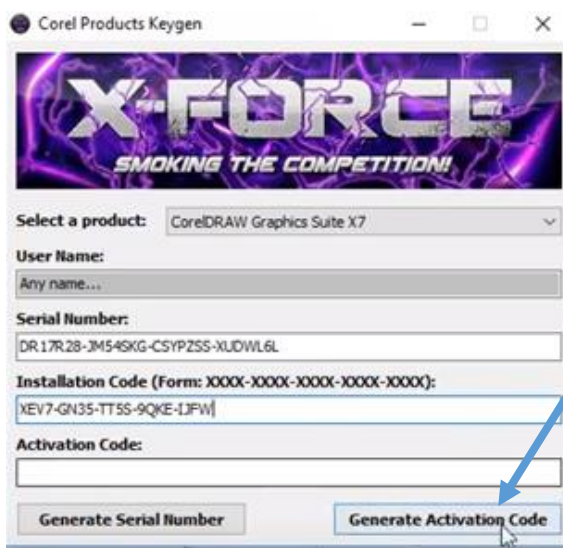 Corel Products Keygen
X-FORCE
SMOKING THE COMPETITION!
Select a product: CorelDRAW Graphics Suite X7
User Name:
Any name...
Serial Number:
DR17R28-JM54SKG-CSYPZSS-XUDWL6L
Installation Code (Form: XXXX-XXXX-XXXX-XXXX-XXXX):
XEV7-GN35-TT5S-9QKE-IJFW
Activation Code:
Generate Serial Number Generate Activation Code